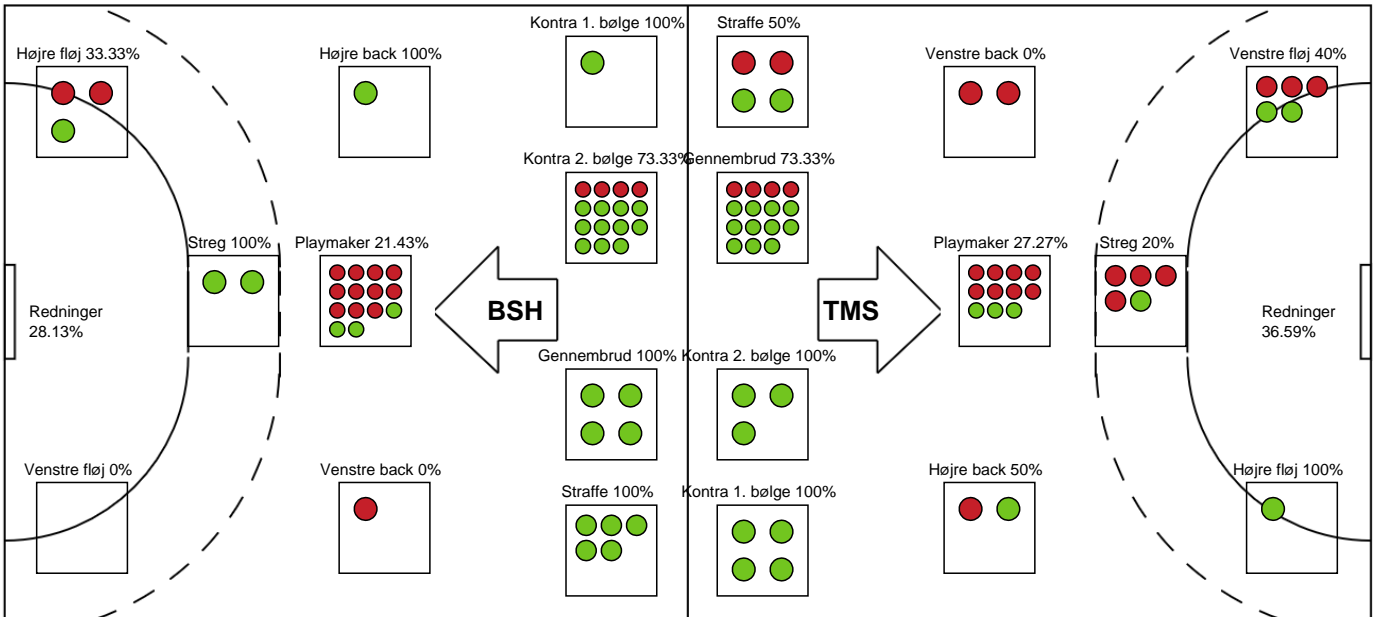 Kontra 1. bølge 100%
Straffe 50%
Højre fløj 33.33%
Højre back 100%
Venstre back 0%
Venstre fløj 40%
Kontra 2. bølge 73.33%
Gennembrud 73.33%
Streg 100%
Playmaker 21.43%
Playmaker 27.27%
Streg 20%
Redninger
28.13%
BSH
TMS
Redninger
36.59%
Gennembrud 100%
Kontra 2. bølge 100%
Venstre fløj 0%
Venstre back 0%
Højre back 50%
Højre fløj 100%
Straffe 100%
Kontra 1. bølge 100%